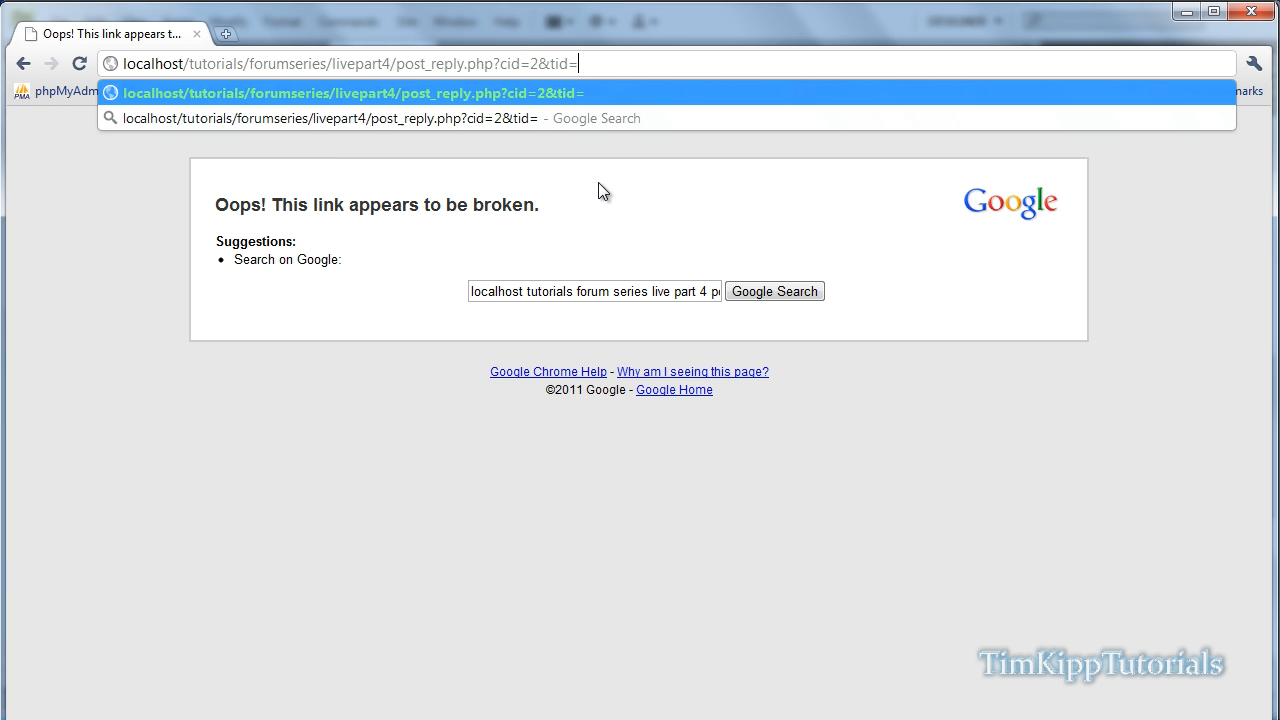 Oops! This link appears t...
localhost/tutorials/forumseries/livepart4/post_reply.php?cid=2&tid=
PMA phpMyAdm
localhost/tutorials/forumseries/livepart4/post_reply.php?cid=2&tid=
marks
localhost/tutorials/forumseries/livepart4/post_reply.php?cid=2&tid= - Google Search
Oops! This link appears to be broken.
Google
Suggestions:
• Search on Google:
localhost tutorials forum series live part 4 p
Google Search
Google Chrome Help - Why am I seeing this page?
©2011 Google - Google Home
TimKippTutorials